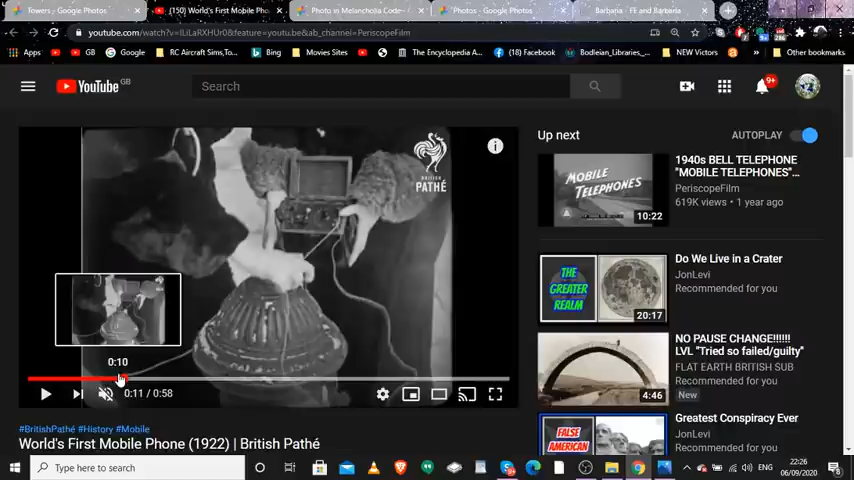 Towers - Google Photos
(150) World's First Mobile Pho
Photo in Melancholia Code
Photos - Google Photos
Barbaria - FE and Barbaria
youtube.com/watch?v=ILiLaRXHUr0&feature=youtu.be&ab_channel=PeriscopeFilm
Apps
GB
Google
RC Aircraft Sims,To...
Bing
Movies Sites
The Encyclopedia A...
(18) Facebook
Bodleian_Libraries_...
NEW Victors
Other bookmarks
YouTube GB
Search
9+
BRITISH
PATHÉ
0:10
0:11 / 0:58
#BritishPathé #History #Mobile
World's First Mobile Phone (1922) | British Pathé
Up next
AUTOPLAY
MOBILE
TELEPHONES
10:22
1940s BELL TELEPHONE
"MOBILE TELEPHONES"...
PeriscopeFilm
619K views • 1 year ago
THE
GREATER
REALM
20:17
Do We Live in a Crater
JonLevi
Recommended for you
4:46
NO PAUSE CHANGE!!!!!!
LVL "Tried so failed/guilty"
FLAT EARTH BRITISH SUB
Recommended for you
New
FALSE
AMERICAN
Greatest Conspiracy Ever
JonLevi
Recommended for you
Type here to search
ENG
22:26
06/09/2020